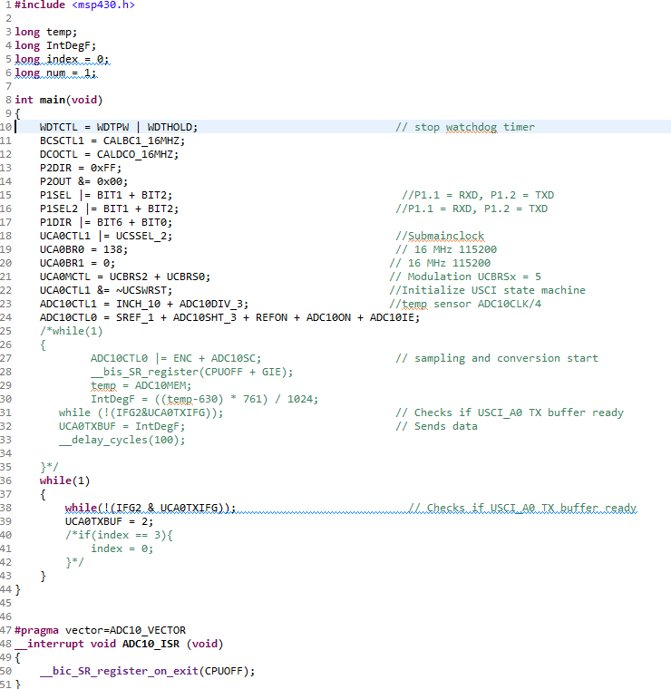 1 #include <msp430.h>
2
3 long temp;
4 long IntDegF;
5 long index = 0;
6 long num = 1;
7
8 int main(void)
9 {
10     WDTCTL = WDTPW | WDTHOLD;                              // stop watchdog timer
11     BCSCTL1 = CALBC1_16MHZ;
12     DCOCTL = CALDCO_16MHZ;
13     P2DIR = 0xFF;
14     P2OUT &= 0x00;
15     P1SEL |= BIT1 + BIT2;                                   //P1.1 = RXD, P1.2 = TXD
16     P1SEL2 |= BIT1 + BIT2;                                 //P1.1 = RXD, P1.2 = TXD
17     P1DIR |= BIT6 + BIT0;
18     UCA0CTL1 |= UCSSEL_2;                                  //Submainclock
19     UCA0BR0 = 138;                                         // 16 MHz 115200
20     UCA0BR1 = 0;                                          // 16 MHz 115200
21     UCA0MCTL = UCBRS2 + UCBRS0;                           // Modulation UCBRSx = 5
22     UCA0CTL1 &= ~UCSWRST;                                 //Initialize USCI state machine
23     ADC10CTL1 = INCH_10 + ADC10DIV_3;                     //temp sensor ADC10CLK/4
24     ADC10CTL0 = SREF_1 + ADC10SHT_3 + REFON + ADC10ON + ADC10IE;
25     /*while(1)
26     {
27             ADC10CTL0 |= ENC + ADC10SC;                    // sampling and conversion start
28             __bis_SR_register(CPUOFF + GIE);
29             temp = ADC10MEM;
30             IntDegF = ((temp-630) * 761) / 1024;
31        while (!(IFG2&UCA0TXIFG));                          // Checks if USCI_A0 TX buffer ready
32        UCA0TXBUF = IntDegF;                                // Sends data
33        __delay_cycles(100);
34
35     }*/
36     while(1)
37     {
38         while(!(IFG2 & UCA0TXIFG));                          // Checks if USCI_A0 TX buffer ready
39         UCA0TXBUF = 2;
40         /*if(index == 3){
41             index = 0;
42         }*/
43     }
44 }
45
46
47 #pragma vector=ADC10_VECTOR
48 __interrupt void ADC10_ISR (void)
49 {
50     __bic_SR_register_on_exit(CPUOFF);
51 }